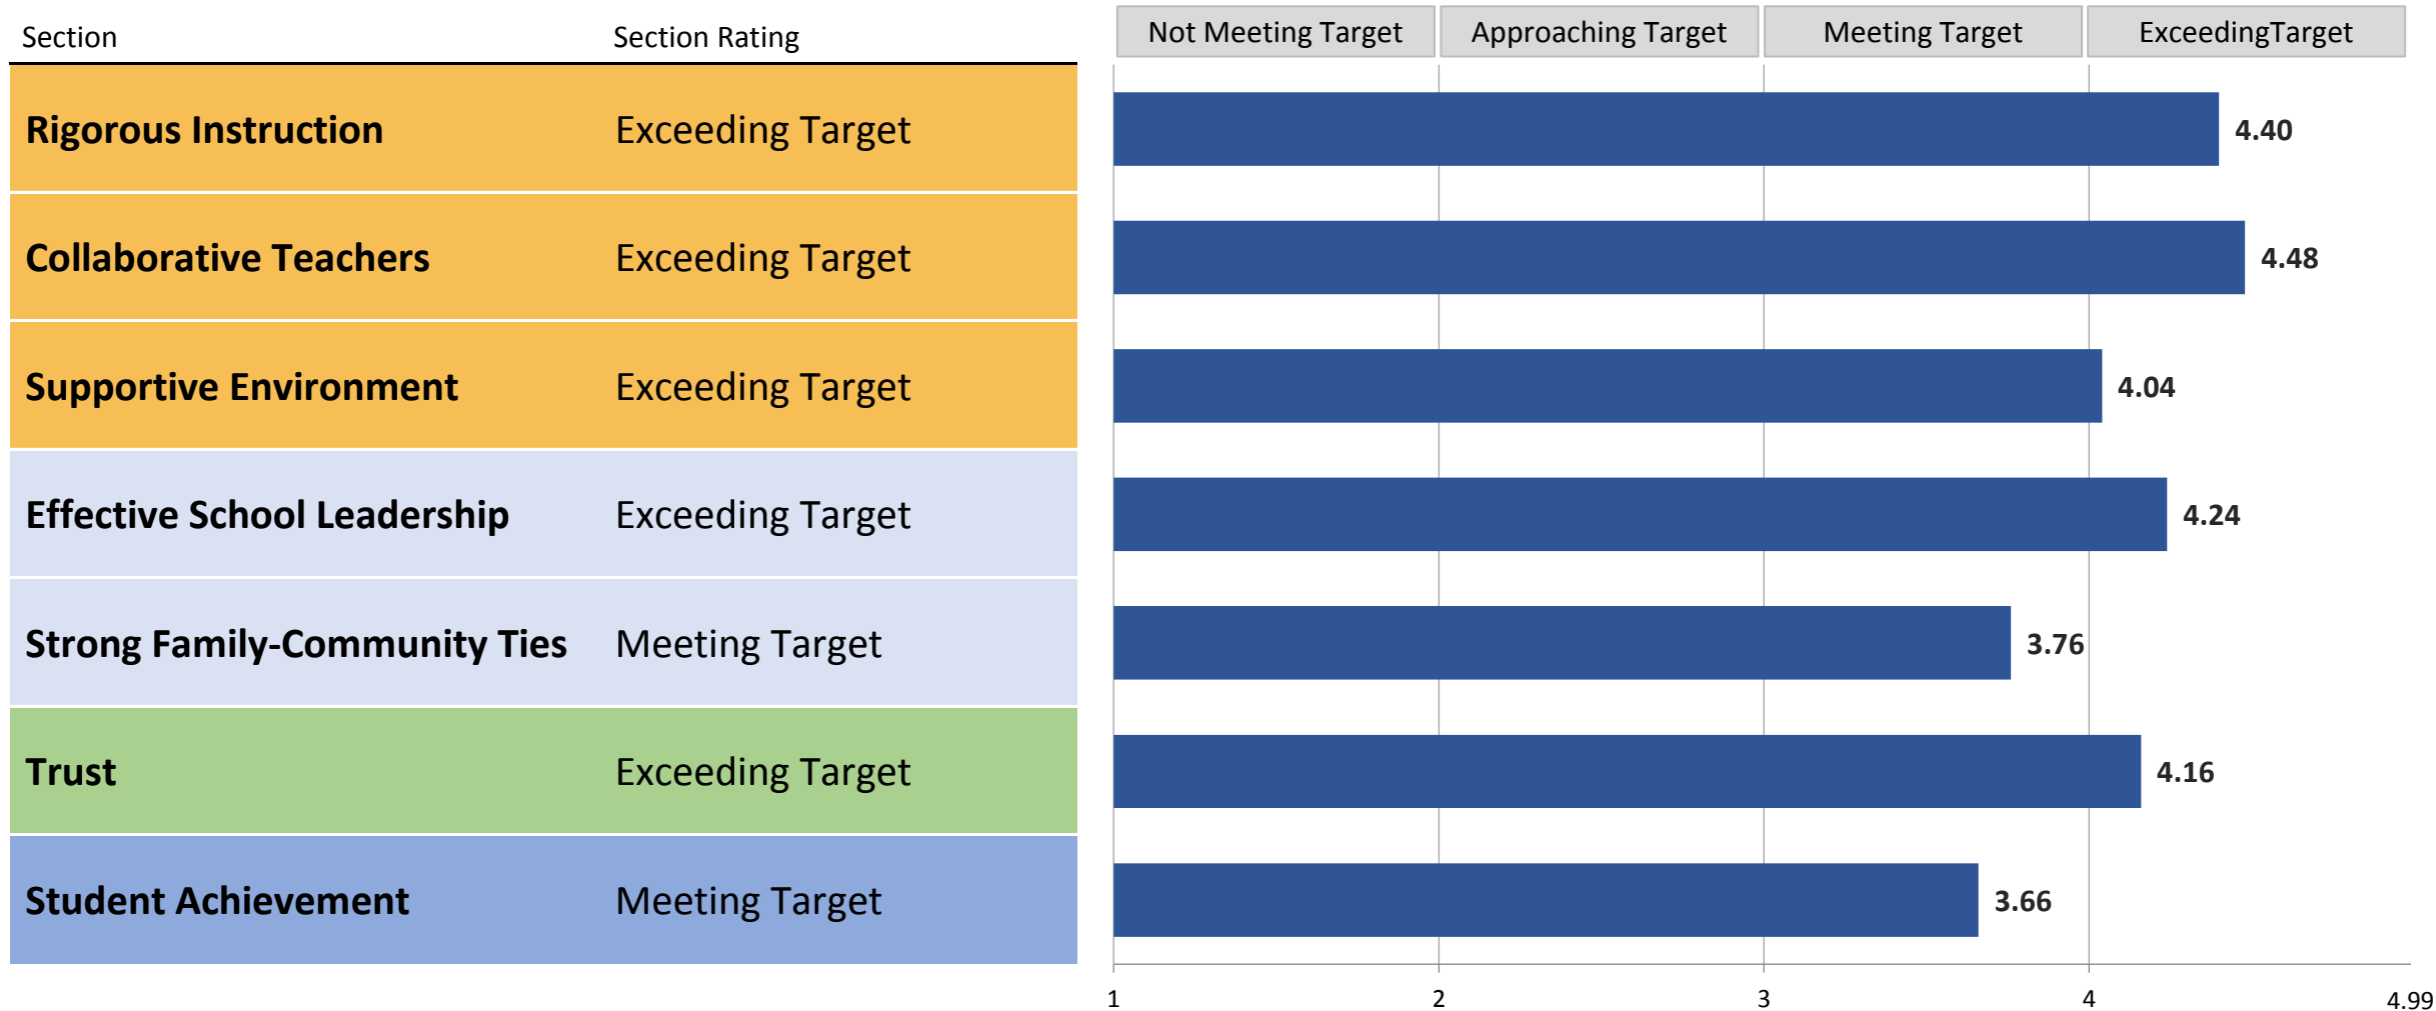 Section Section Rating Not Meeting Target Approaching Target Meeting Target ExceedingTarget
Rigorous Instruction Exceeding Target 4.40
Collaborative Teachers Exceeding Target 4.48
Supportive Environment Exceeding Target 4.04
Effective School Leadership Exceeding Target 4.24
Strong Family-Community Ties Meeting Target 3.76
Trust Exceeding Target 4.16
Student Achievement Meeting Target 3.66
1 2 3 4 4.99